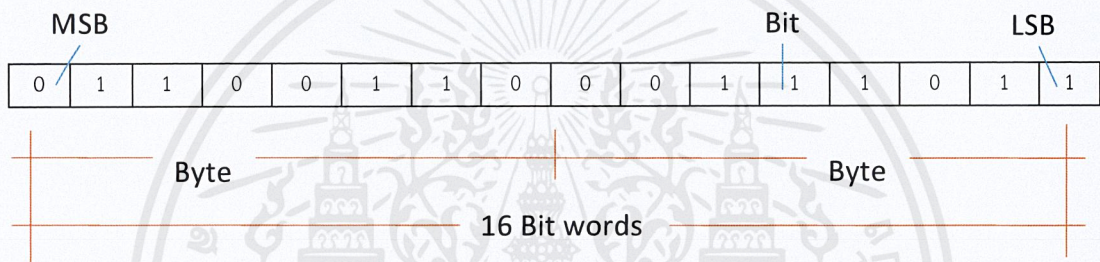 MSB Bit LSB
0 1 1 0 0 1 1 0 0 0 1 1 1 0 1 1
Byte Byte
16 Bit words